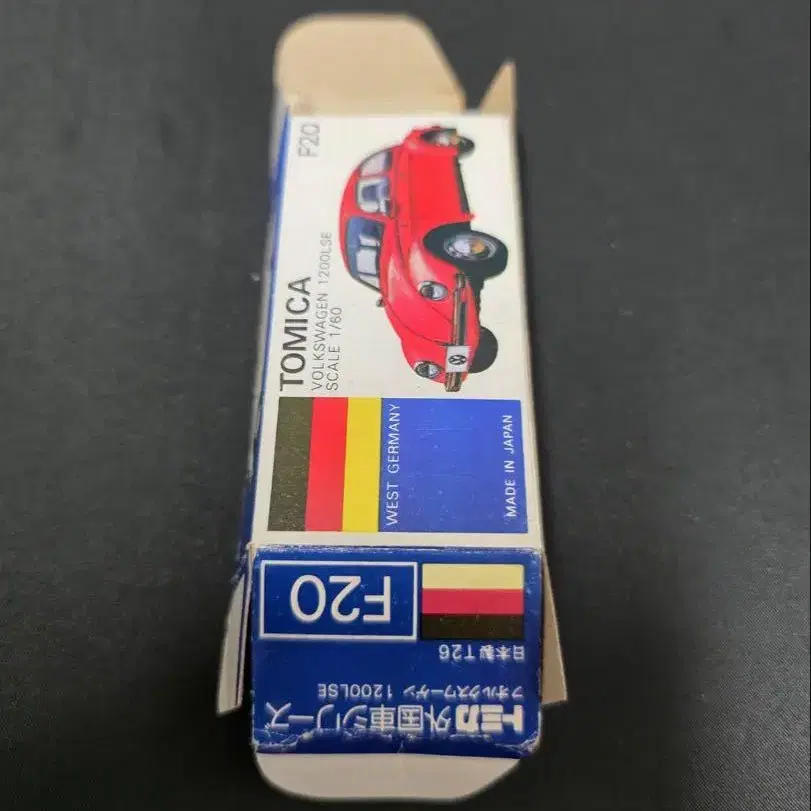 F20
TOMICA
VOLKSWAGEN 1200LSE
SCALE 1/60
WEST GERMANY
MADE IN JAPAN
トミカ外国車シリーズ
フォルクスワーゲン 1200LSE
日本製 T26
F20